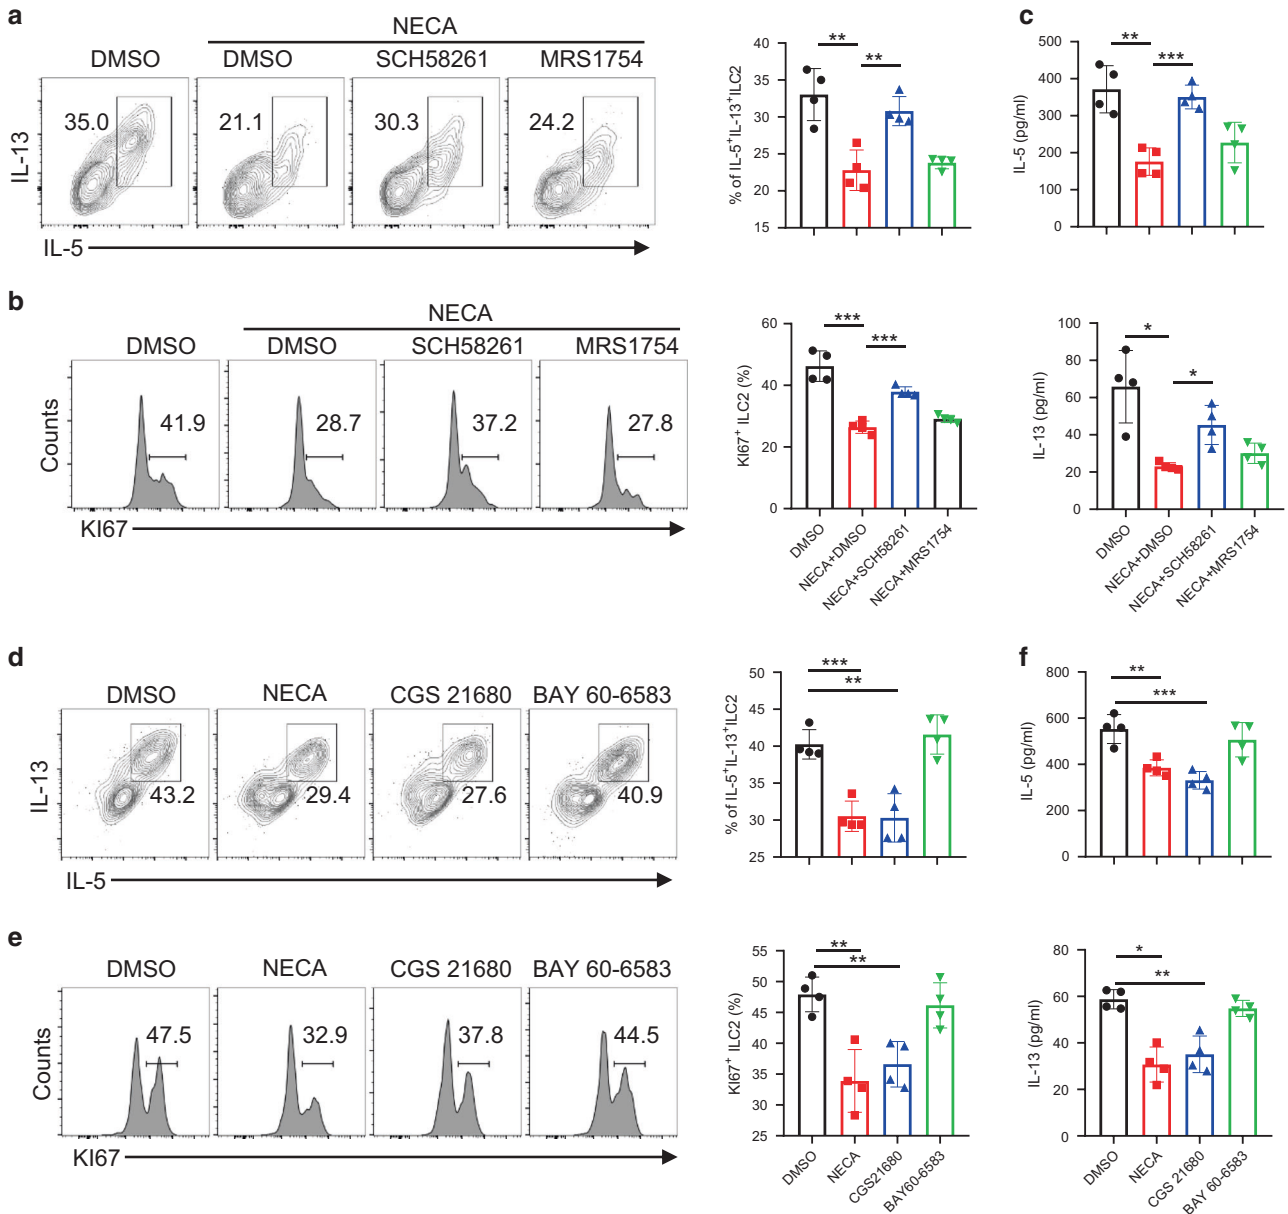 a
NECA
DMSO DMSO SCH58261 MRS1754
35.0 21.1 30.3 24.2
IL-13
IL-5
% of IL-5⁺IL-13⁺ILC2
40
35
30
25
20
15
** **
c
IL-5 (pg/ml)
500
400
300
200
100
0
** ***
b
NECA
DMSO DMSO SCH58261 MRS1754
41.9 28.7 37.2 27.8
Counts
KI67
KI67⁺ ILC2 (%)
60
40
20
0
*** ***
DMSO
NECA+DMSO
NECA+SCH58261
NECA+MRS1754
IL-13 (pg/ml)
100
80
60
40
20
0
* *
DMSO
NECA+DMSO
NECA+SCH58261
NECA+MRS1754
d
DMSO NECA CGS 21680 BAY 60-6583
43.2 29.4 27.6 40.9
IL-13
IL-5
% of IL-5⁺IL-13⁺ILC2
50
45
40
35
30
25
***
**
f
IL-5 (pg/ml)
800
600
400
200
0
**
***
e
DMSO NECA CGS 21680 BAY 60-6583
47.5 32.9 37.8 44.5
Counts
KI67
KI67⁺ ILC2 (%)
55
50
45
40
35
30
25
**
**
DMSO
NECA
CGS21680
BAY60-6583
IL-13 (pg/ml)
80
60
40
20
0
*
**
DMSO
NECA
CGS 21680
BAY 60-6583